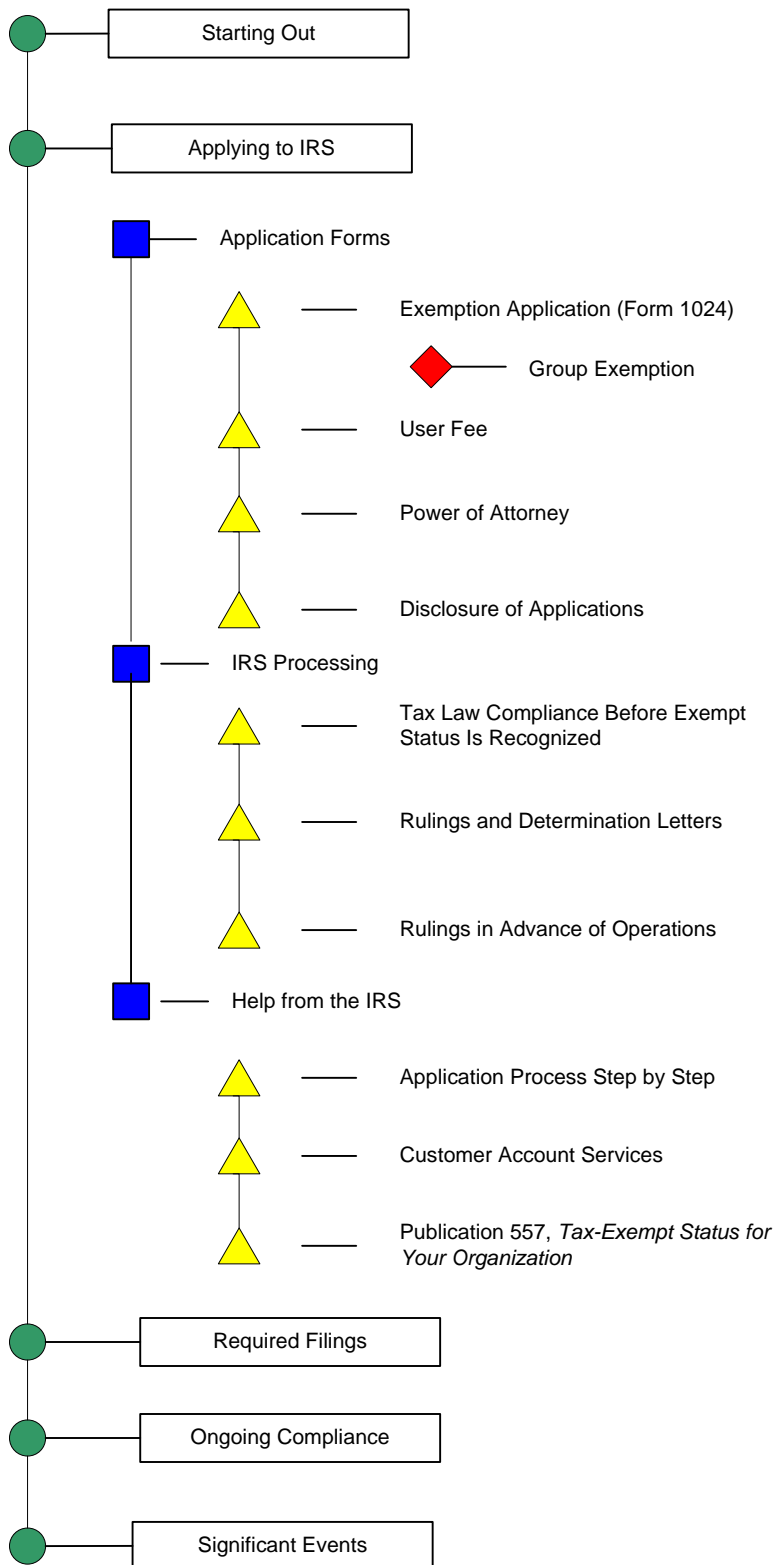 Starting Out
Applying to IRS
Application Forms
Exemption Application (Form 1024)
Group Exemption
User Fee
Power of Attorney
Disclosure of Applications
IRS Processing
Tax Law Compliance Before Exempt
Status Is Recognized
Rulings and Determination Letters
Rulings in Advance of Operations
Help from the IRS
Application Process Step by Step
Customer Account Services
Publication 557, Tax-Exempt Status for
Your Organization
Required Filings
Ongoing Compliance
Significant Events